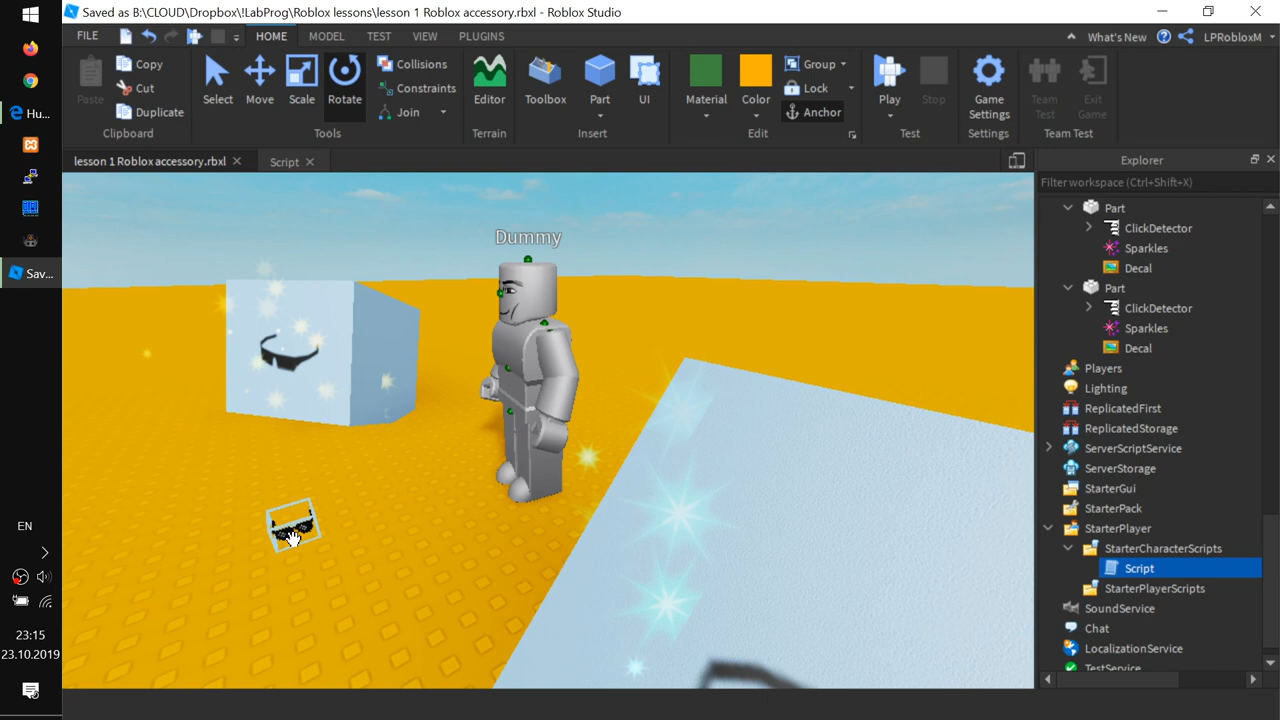 Saved as B:\CLOUD\Dropbox\!LabProg\Roblox lessons\lesson 1 Roblox accessory.rbxl - Roblox Studio
FILE HOME MODEL TEST VIEW PLUGINS What's New LPRobloxM
Paste Copy Cut Duplicate Select Move Scale Rotate Collisions Constraints Join Editor Toolbox Part UI Material Color Group Lock Anchor Play Stop Game Settings Team Test Exit Game
Clipboard Tools Terrain Insert Edit Test Settings Team Test
lesson 1 Roblox accessory.rbxl Script
Explorer
Filter workspace (Ctrl+Shift+X)
Dummy
Part
ClickDetector
Sparkles
Decal
Part
ClickDetector
Sparkles
Decal
Players
Lighting
ReplicatedFirst
ReplicatedStorage
ServerScriptService
ServerStorage
StarterGui
StarterPack
StarterPlayer
StarterCharacterScripts
Script
StarterPlayerScripts
SoundService
Chat
LocalizationService
TestService
Hu...
Sav...
EN
23:15
23.10.2019